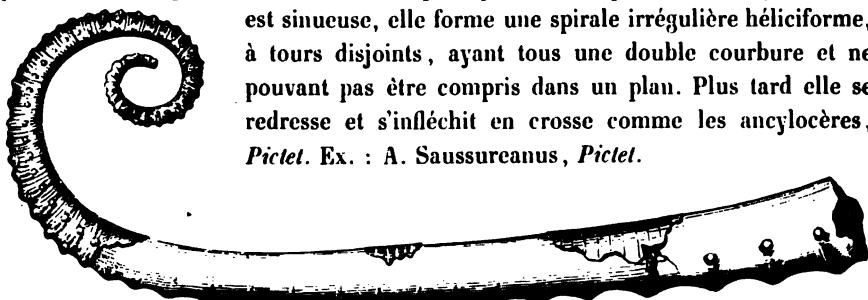 est sinueuse, elle forme une spirale irrégulière héliciforme,
à tours disjoints, ayant tous une double courbure et ne
pouvant pas être compris dans un plan. Plus tard elle se
redresse et s'infléchit en crosse comme les ancylocères,
Pictet. Ex. : A. Saussureanus, Pictet.